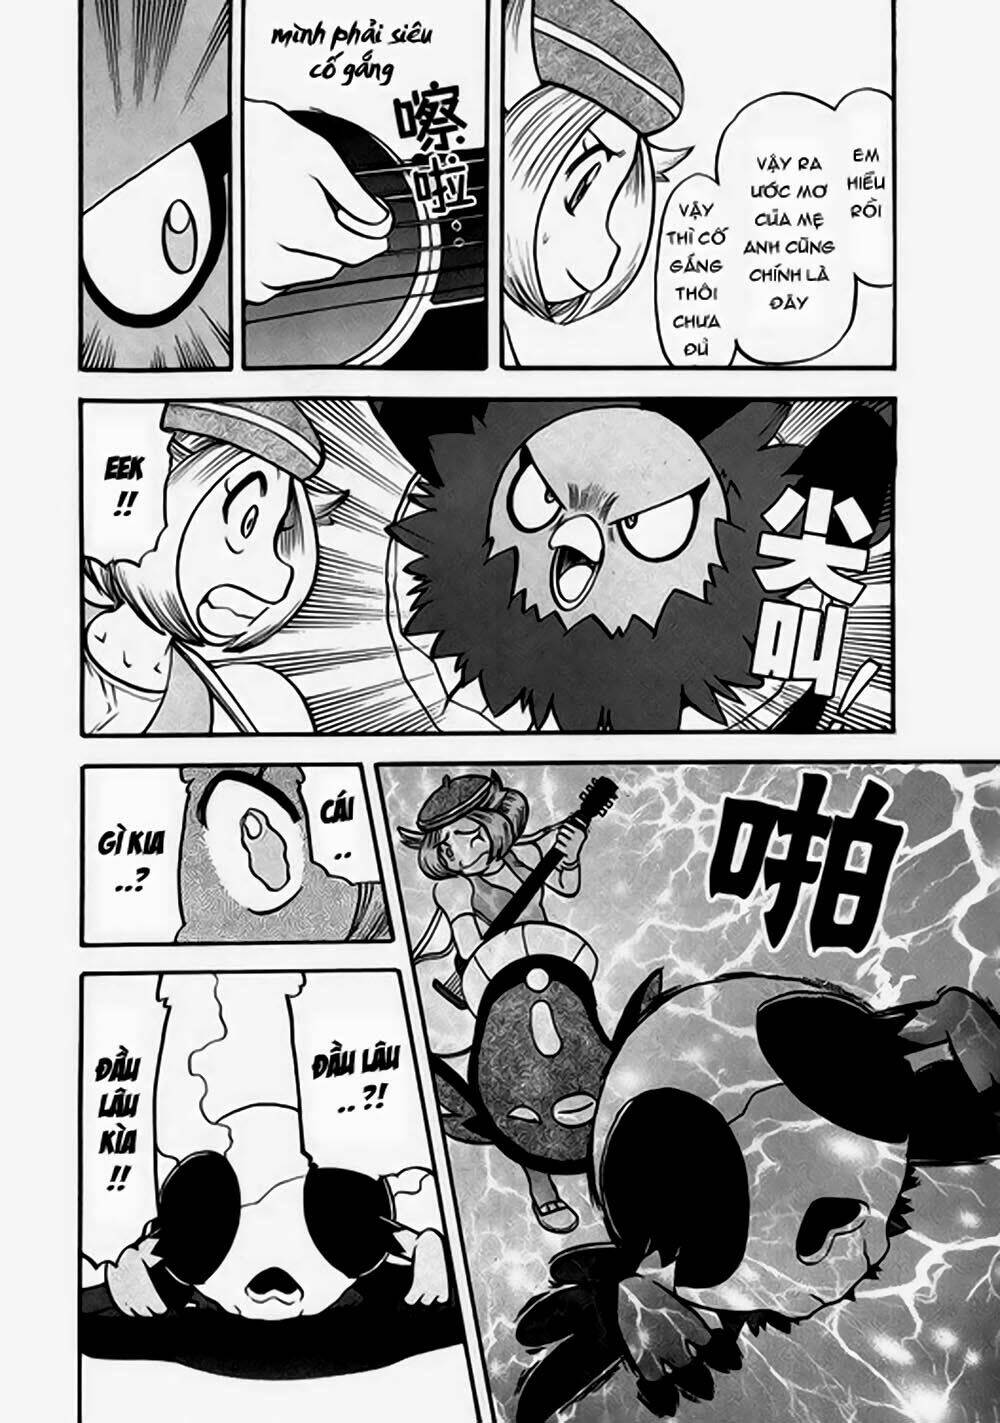 EM
HIỂU
RỒI
VẬY RA
ƯỚC MƠ
CỦA MẸ
ANH CŨNG
CHÍNH LÀ
ĐÂY
VẬY
THÌ CỐ
GẮNG
THÔI
CHƯA
ĐỦ
mình phải siêu
cố gắng
嚓
啦
..
尖
叫!
EEK
!!
啪
CÁI
..
GÌ KIA
..?
ĐẦU LÂU
..?!
ĐẦU
LÂU
KÌA
!!